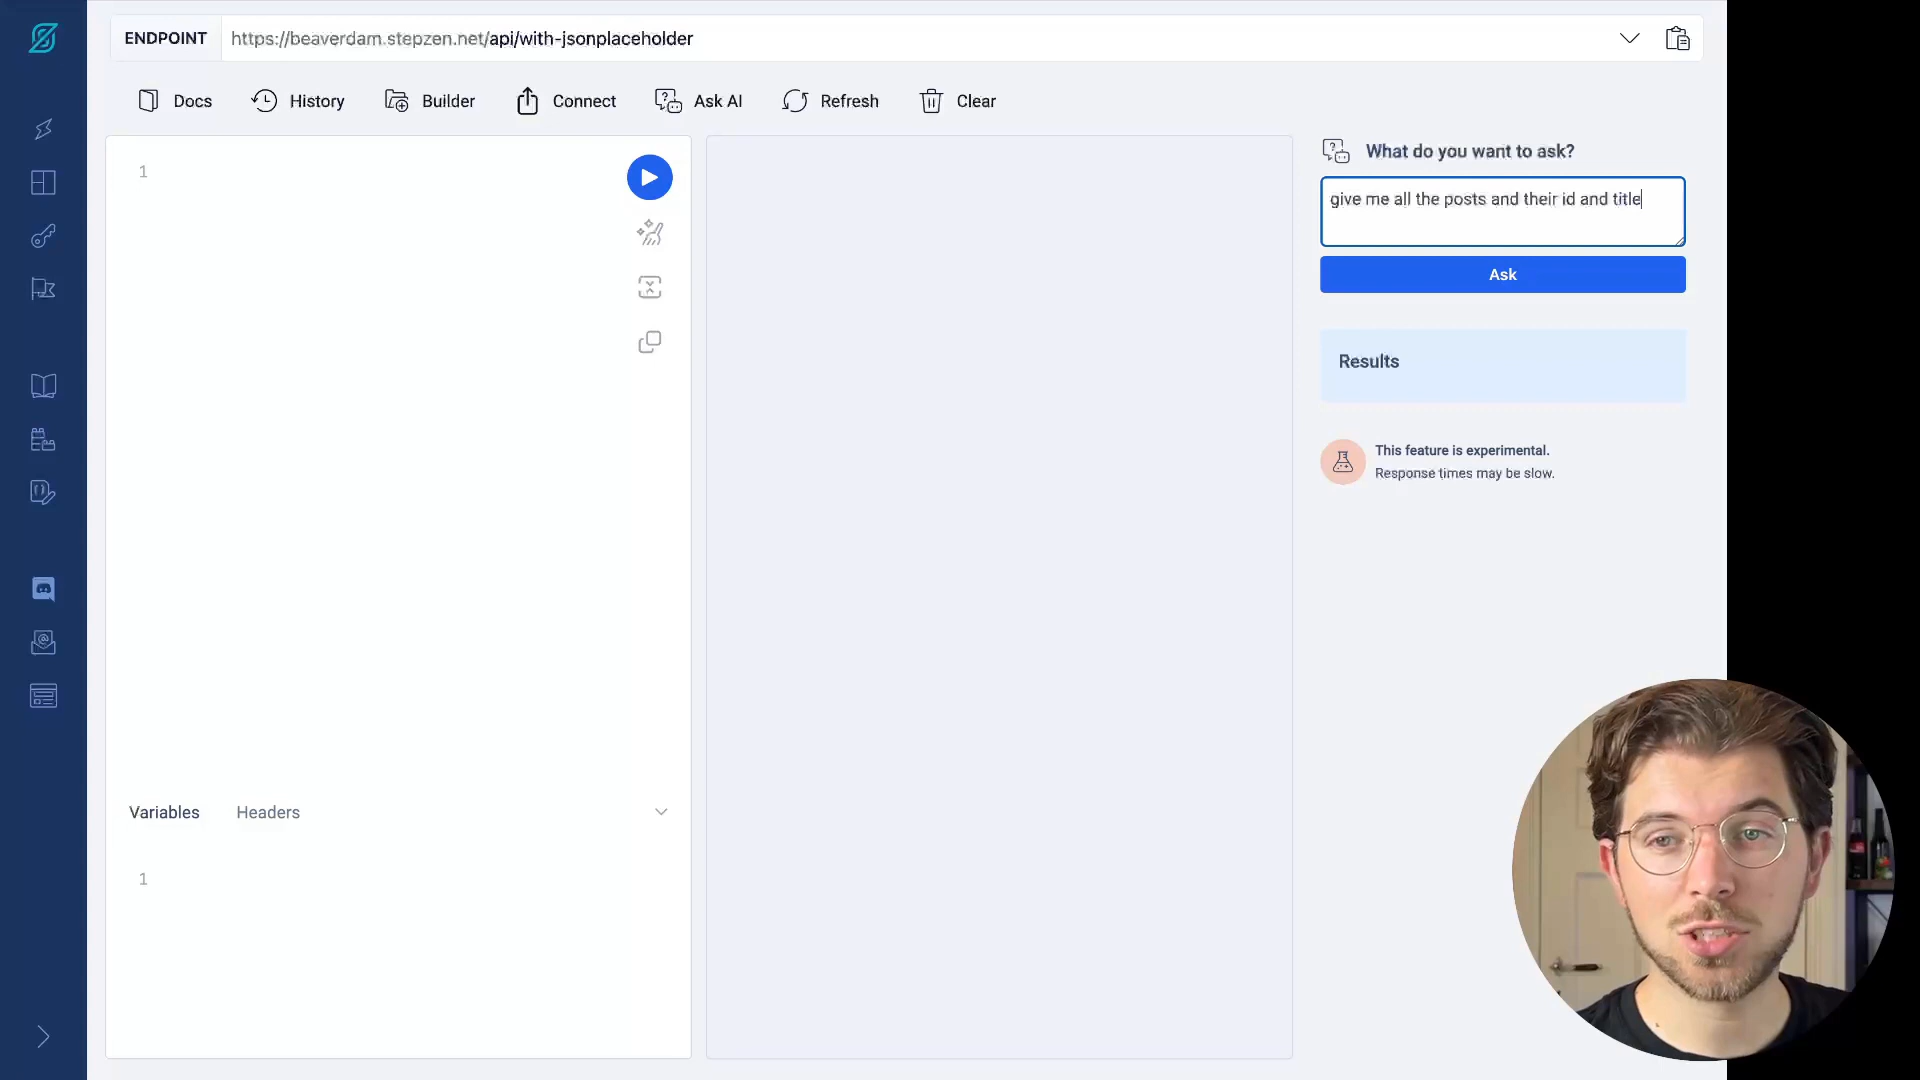 ENDPOINT https://beaverdam.stepzen.net/api/with-jsonplaceholder
Docs History Builder Connect Ask AI Refresh Clear
1
What do you want to ask?
give me all the posts and their id and title
Ask
Results
This feature is experimental.
Response times may be slow.
Variables Headers
1